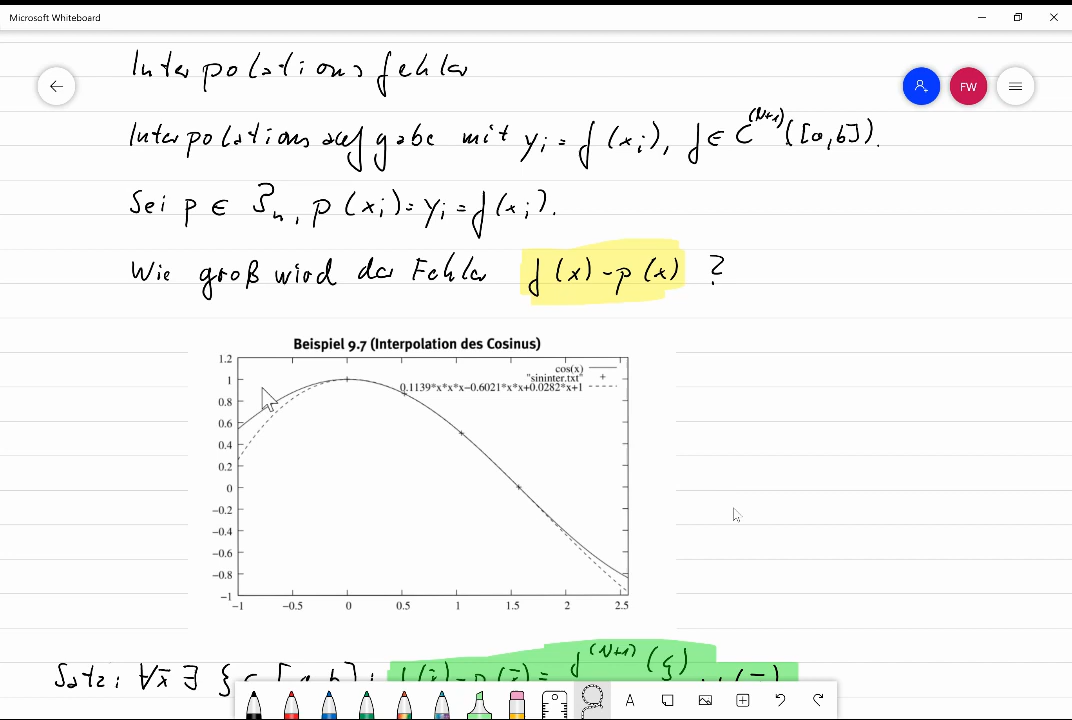 Microsoft Whiteboard
Interpolationsfehler
FW
Interpolationsaufgabe mit yᵢ = f(xᵢ), f ∈ C^(N+1)([a,b]).
Sei p ∈ 𝒫ₙ, p(xᵢ) = yᵢ = f(xᵢ).
Wie groß wird der Fehler f(x) - p(x) ?
Beispiel 9.7 (Interpolation des Cosinus)
cos(x)
"sininter.txt"
0.1139*x*x*x−0.6021*x*x+0.0282*x+1
1.2
1
0.8
0.6
0.4
0.2
0
−0.2
−0.4
−0.6
−0.8
−1
−1 −0.5 0 0.5 1 1.5 2 2.5
Satz: ∀x̄ ∃ ξ ∈ [a,b]: f(x̄) - p(x̄) = f^(N+1)(ξ)
A